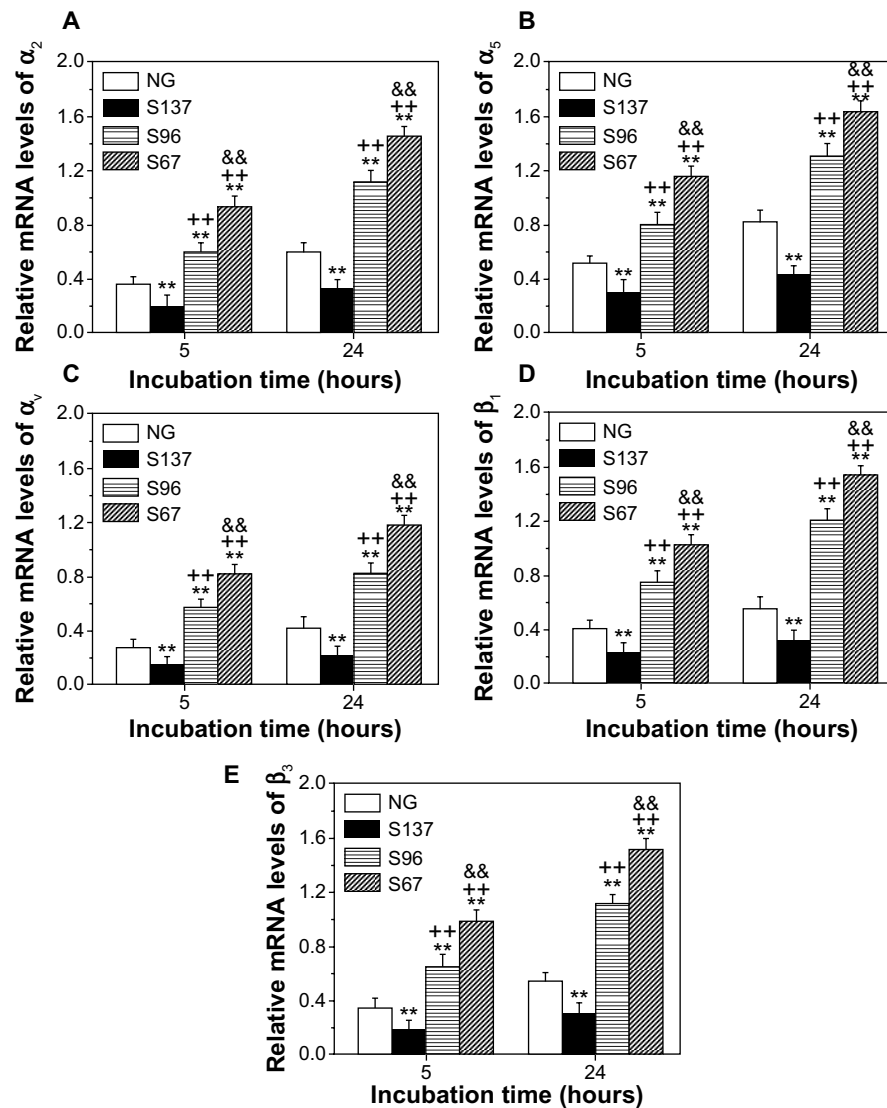 A
Relative mRNA levels of α2
2.0
1.6
1.2
0.8
0.4
0.0
NG
S137
S96
S67
**
++
**
&&
++
**
**
++
**
&&
++
**
5
24
Incubation time (hours)
B
Relative mRNA levels of α5
2.0
1.6
1.2
0.8
0.4
0.0
NG
S137
S96
S67
**
++
**
&&
++
**
**
++
**
&&
++
**
5
24
Incubation time (hours)
C
Relative mRNA levels of αv
2.0
1.6
1.2
0.8
0.4
0.0
NG
S137
S96
S67
**
++
**
&&
++
**
**
++
**
&&
++
**
5
24
Incubation time (hours)
D
Relative mRNA levels of β1
2.0
1.6
1.2
0.8
0.4
0.0
NG
S137
S96
S67
**
++
**
&&
++
**
**
++
**
&&
++
**
5
24
Incubation time (hours)
E
Relative mRNA levels of β3
2.0
1.6
1.2
0.8
0.4
0.0
NG
S137
S96
S67
**
++
**
&&
++
**
**
++
**
&&
++
**
5
24
Incubation time (hours)